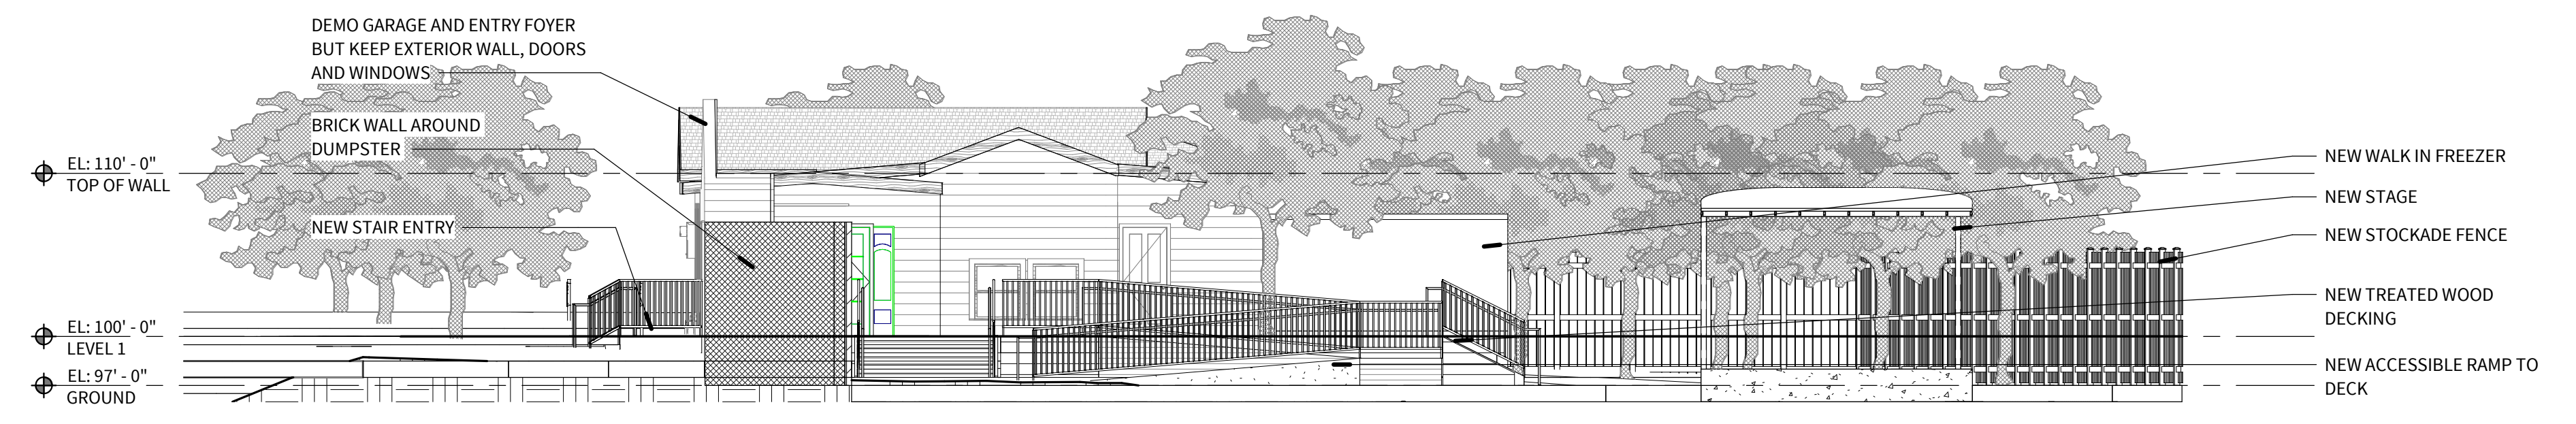 DEMO GARAGE AND ENTRY FOYER
BUT KEEP EXTERIOR WALL, DOORS
AND WINDOWS
BRICK WALL AROUND
DUMPSTER
EL: 110' - 0"
TOP OF WALL
NEW STAIR ENTRY
EL: 100' - 0"
LEVEL 1
EL: 97' - 0"
GROUND
NEW WALK IN FREEZER
NEW STAGE
NEW STOCKADE FENCE
NEW TREATED WOOD
DECKING
NEW ACCESSIBLE RAMP TO
DECK